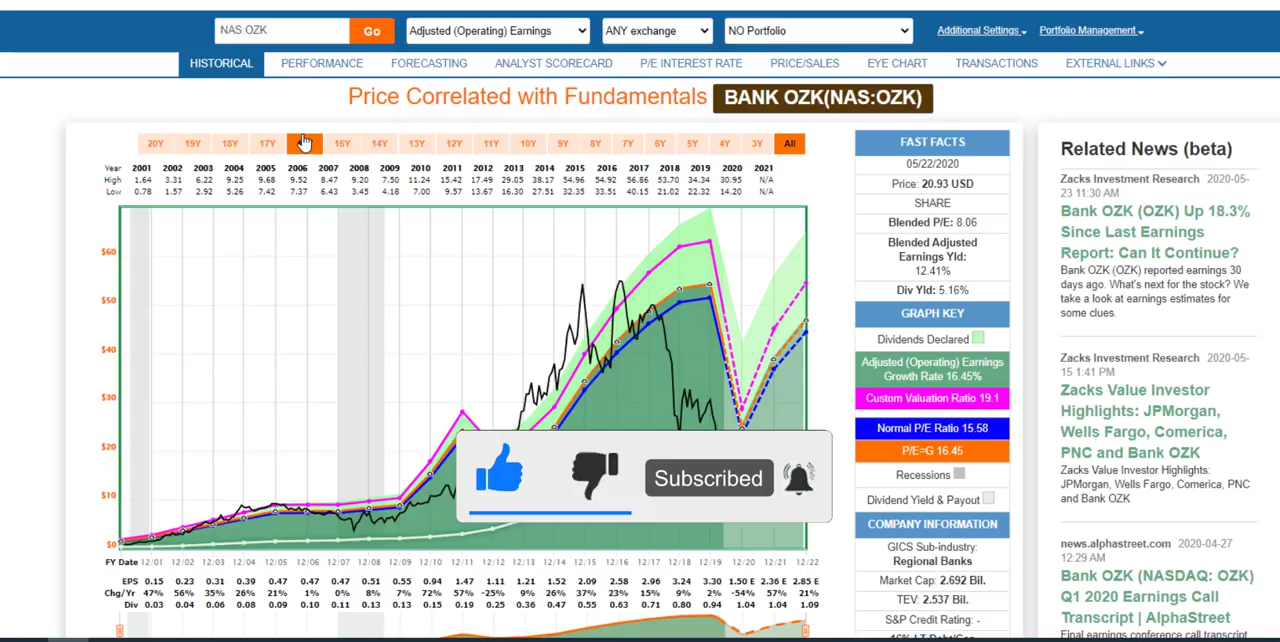 NAS:OZK Go Adjusted (Operating) Earnings ANY exchange NO Portfolio Additional Settings Portfolio Management
HISTORICAL PERFORMANCE FORECASTING ANALYST SCORECARD P/E INTEREST RATE PRICE/SALES EYE CHART TRANSACTIONS EXTERNAL LINKS
Price Correlated with Fundamentals BANK OZK(NAS:OZK)
20Y 19Y 18Y 17Y 15Y 14Y 13Y 12Y 11Y 10Y 9Y 8Y 7Y 6Y 5Y 4Y 3Y All
Year 2001 2002 2003 2004 2005 2006 2007 2008 2009 2010 2011 2012 2013 2014 2015 2016 2017 2018 2019 2020 2021
High 1.64 3.31 6.22 9.25 9.68 9.52 8.47 9.20 7.50 11.24 15.42 17.49 29.05 38.17 54.96 54.92 56.86 53.70 34.34 30.95 N/A
Low 0.78 1.57 2.92 5.26 7.42 7.37 6.43 3.45 4.18 7.00 9.57 13.67 16.30 27.51 32.35 33.51 40.15 21.02 22.32 14.20 N/A
$60
$50
$40
$30
$20
$10
$0
Subscribed
FY Date 12/01 12/02 12/03 12/04 12/05 12/06 12/07 12/08 12/09 12/10 12/11 12/12 12/13 12/14 12/15 12/16 12/17 12/18 12/19 12/20 12/21 12/22
EPS 0.15 0.23 0.31 0.39 0.47 0.47 0.47 0.51 0.55 0.94 1.47 1.11 1.21 1.52 2.09 2.58 2.96 3.24 3.30 1.50 E 2.36 E 2.85 E
Chg/Yr 47% 56% 35% 26% 21% 1% 0% 8% 7% 72% 57% -25% 9% 26% 37% 23% 15% 9% 2% -54% 57% 21%
Div 0.03 0.04 0.06 0.08 0.09 0.10 0.11 0.13 0.13 0.15 0.19 0.25 0.36 0.47 0.55 0.63 0.71 0.80 0.94 1.04 1.04 1.09
FAST FACTS
05/22/2020
Price: 20.93 USD
SHARE
Blended P/E: 8.06
Blended Adjusted
Earnings Yld:
12.41%
Div Yld: 5.16%
GRAPH KEY
Dividends Declared
Adjusted (Operating) Earnings
Growth Rate 16.45%
Custom Valuation Ratio 19.1
Normal P/E Ratio 15.58
P/E=G 16.45
Recessions
Dividend Yield & Payout
COMPANY INFORMATION
GICS Sub-industry:
Regional Banks
Market Cap: 2.692 Bil.
TEV: 2.537 Bil.
S&P Credit Rating: -
16% LT Debt/Cap
Related News (beta)
Zacks Investment Research 2020-05-
23 11:30 AM
Bank OZK (OZK) Up 18.3%
Since Last Earnings
Report: Can It Continue?
Bank OZK (OZK) reported earnings 30
days ago. What's next for the stock? We
take a look at earnings estimates for
some clues.
Zacks Investment Research 2020-05-
15 1:41 PM
Zacks Value Investor
Highlights: JPMorgan,
Wells Fargo, Comerica,
PNC and Bank OZK
Zacks Value Investor Highlights:
JPMorgan, Wells Fargo, Comerica, PNC
and Bank OZK
news.alphastreet.com 2020-04-27
12:29 AM
Bank OZK (NASDAQ: OZK)
Q1 2020 Earnings Call
Transcript | AlphaStreet
Final earnings conference call transcript